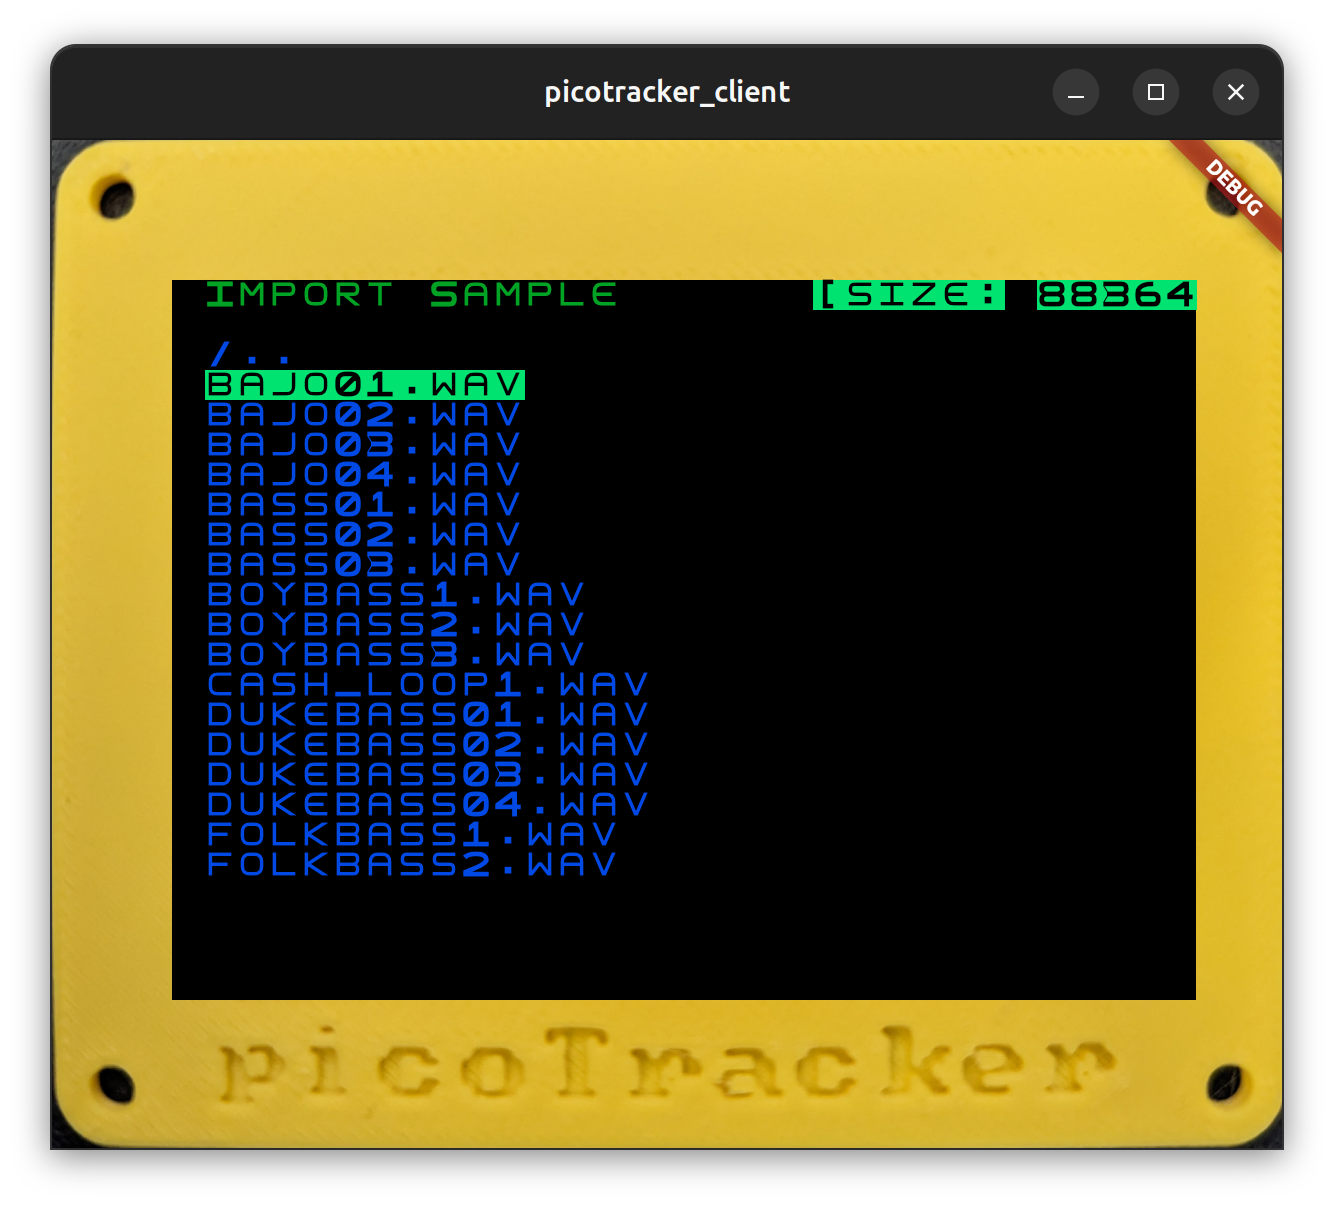 picotracker_client
DEBUG
Import Sample [SIZE: 88364
/..
BAJO01.WAV
BAJO02.WAV
BAJO03.WAV
BAJO04.WAV
BASS01.WAV
BASS02.WAV
BASS03.WAV
BOYBASS1.WAV
BOYBASS2.WAV
BOYBASS3.WAV
CASH_LOOP1.WAV
DUKEBASS01.WAV
DUKEBASS02.WAV
DUKEBASS03.WAV
DUKEBASS04.WAV
FOLKBASS1.WAV
FOLKBASS2.WAV
picoTracker